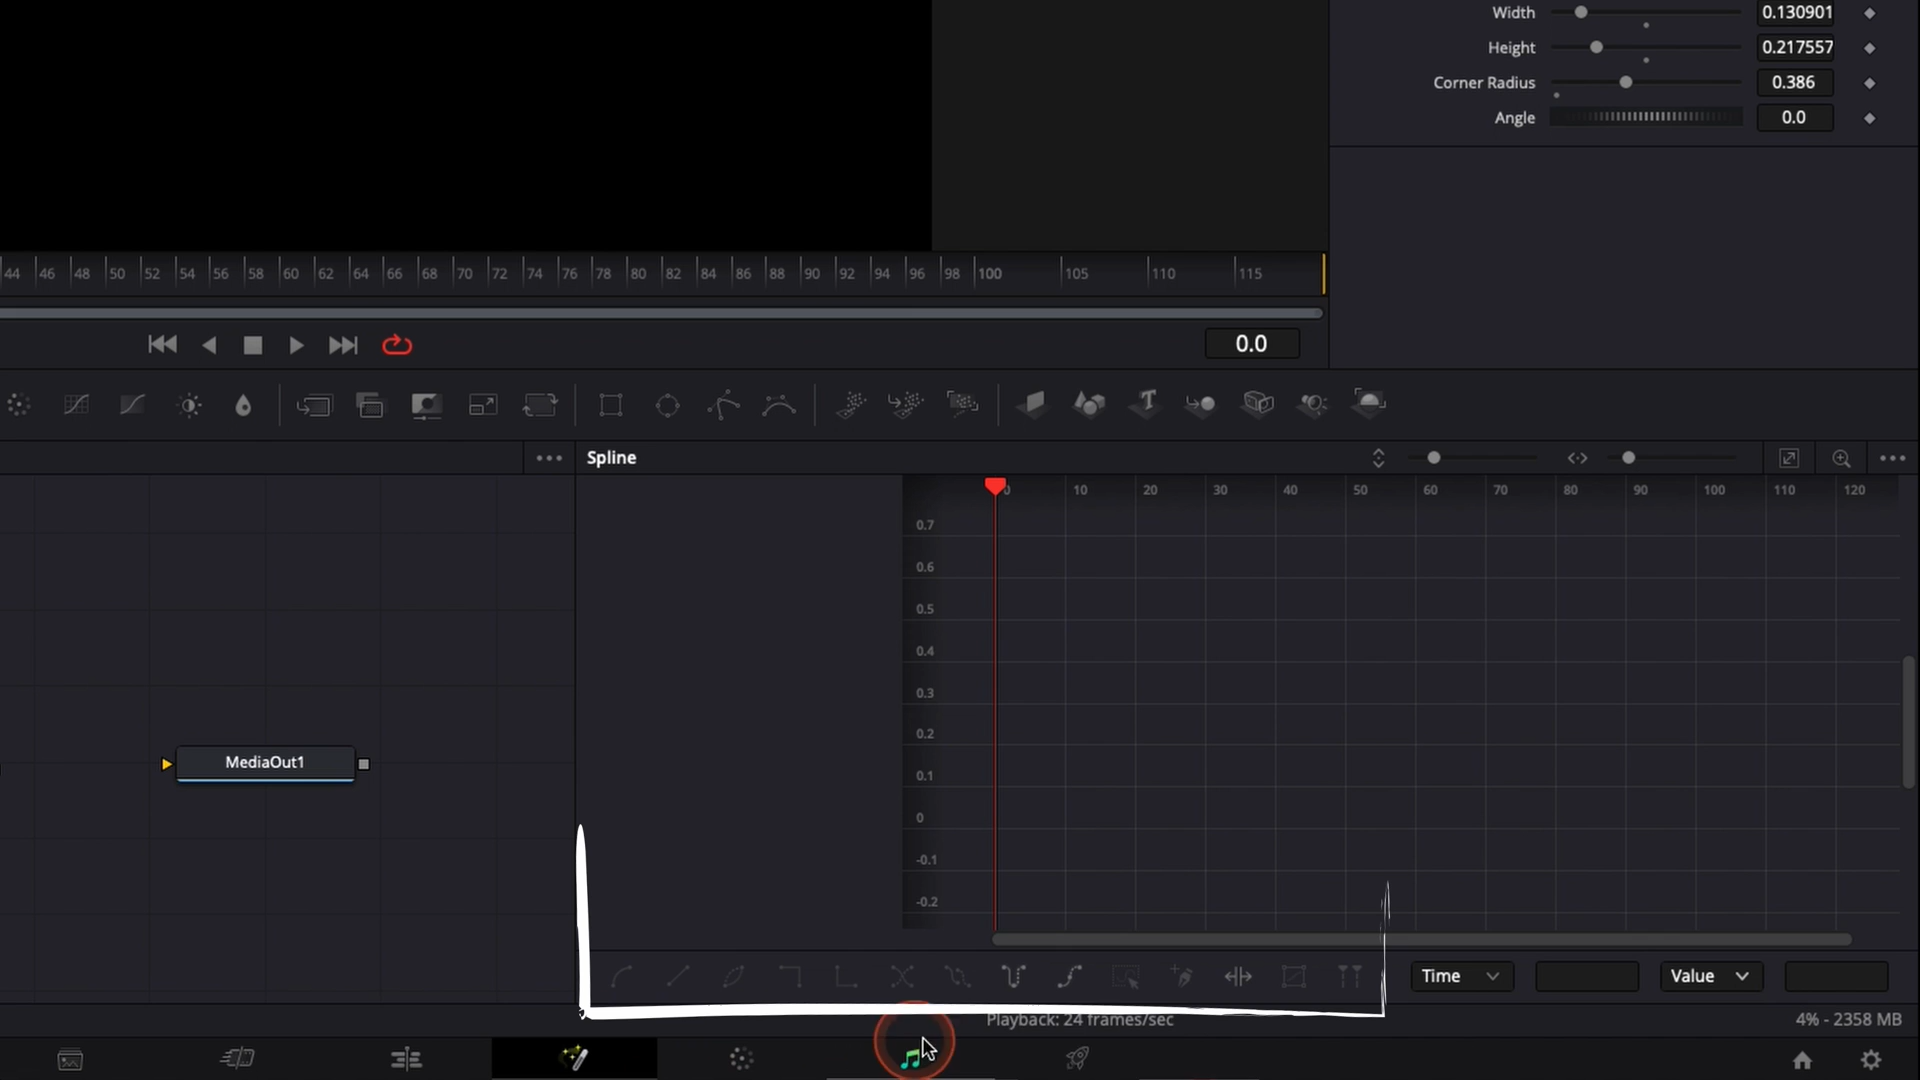 Width 0.130901
Height 0.217557
Corner Radius 0.386
Angle 0.0
44 46 48 50 52 54 56 58 60 62 64 66 68 70 72 74 76 78 80 82 84 86 88 90 92 94 96 98 100 105 110 115
0.0
Spline
0 10 20 30 40 50 60 70 80 90 100 110 120
0.7
0.6
0.5
0.4
0.3
0.2
0.1
0
-0.1
-0.2
MediaOut1
Time Value
Playback: 24 frames/sec
4% - 2358 MB